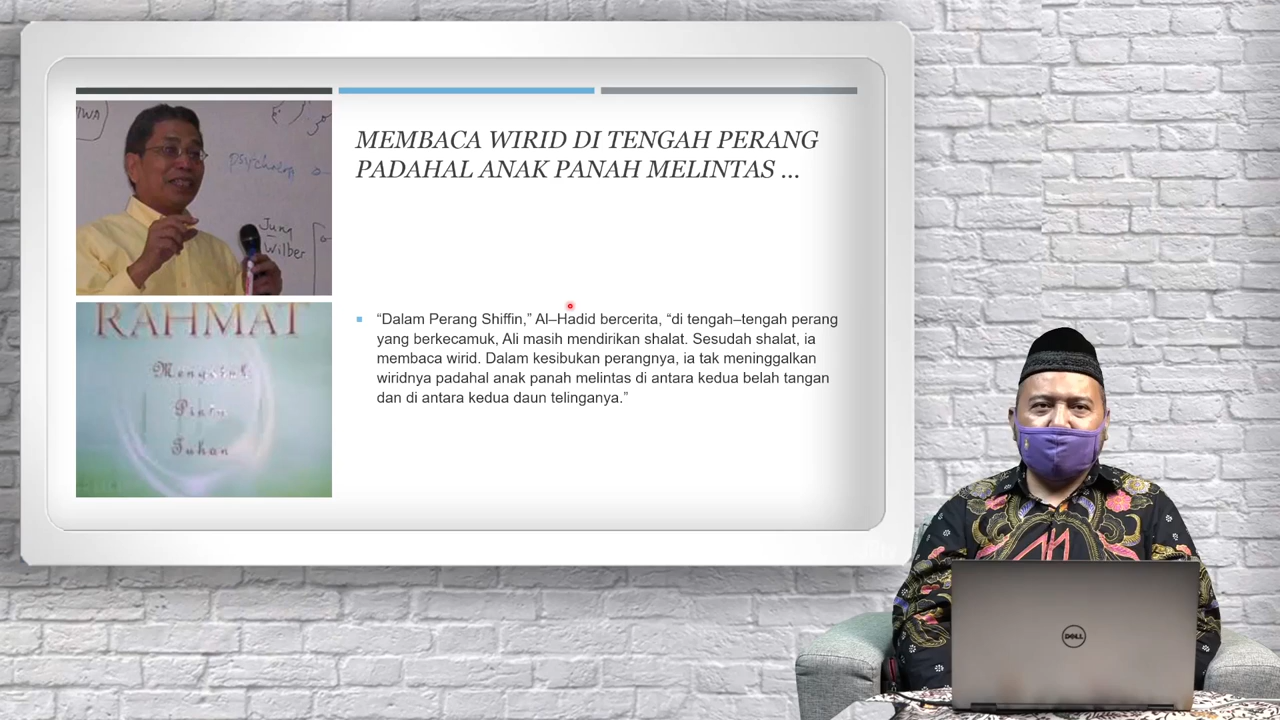 MEMBACA WIRID DI TENGAH PERANG
PADAHAL ANAK PANAH MELINTAS ...
“Dalam Perang Shiffin,” Al–Hadid bercerita, “di tengah–tengah perang
yang berkecamuk, Ali masih mendirikan shalat. Sesudah shalat, ia
membaca wirid. Dalam kesibukan perangnya, ia tak meninggalkan
wiridnya padahal anak panah melintas di antara kedua belah tangan
dan di antara kedua daun telinganya.”
psycholog
Jung
Wilber
RAHMAT
Mengetuk
Pintu
Tuhan
DELL